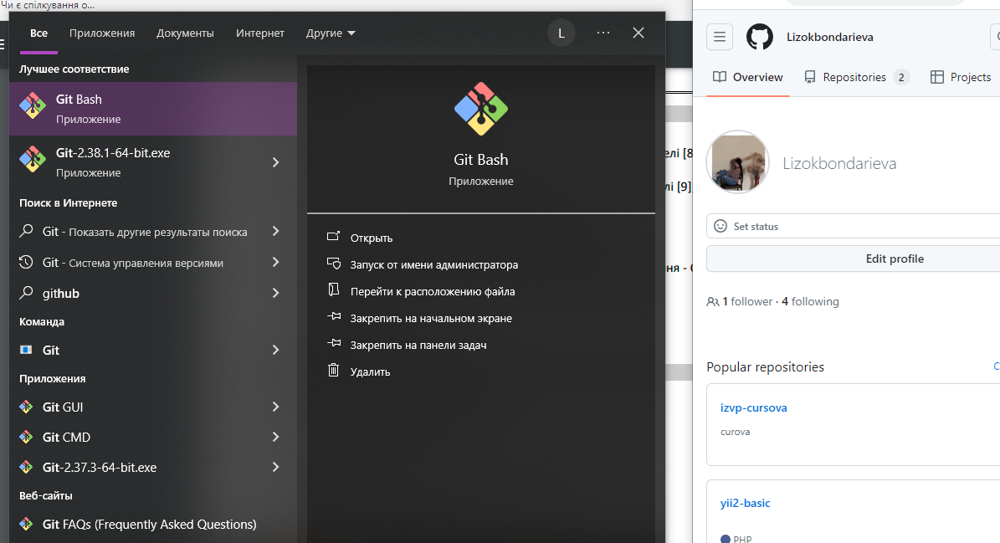 Чи є спілкування о...
Все Приложения Документы Интернет Другие
L
Лучшее соответствие
Git Bash
Приложение
Git-2.38.1-64-bit.exe
Приложение
Поиск в Интернете
Git - Показать другие результаты поиска
Git - Система управления версиями
github
Команда
Git
Приложения
Git GUI
Git CMD
Git-2.37.3-64-bit.exe
Веб-сайты
Git FAQs (Frequently Asked Questions)
Git Bash
Приложение
Открыть
Запуск от имени администратора
Перейти к расположению файла
Закрепить на начальном экране
Закрепить на панели задач
Удалить
елі [8
лі [9],
ня -
Lizokbondarieva
Overview Repositories 2 Projects
Lizokbondarieva
Set status
Edit profile
1 follower · 4 following
Popular repositories
izvp-cursova
curova
yii2-basic
PHP